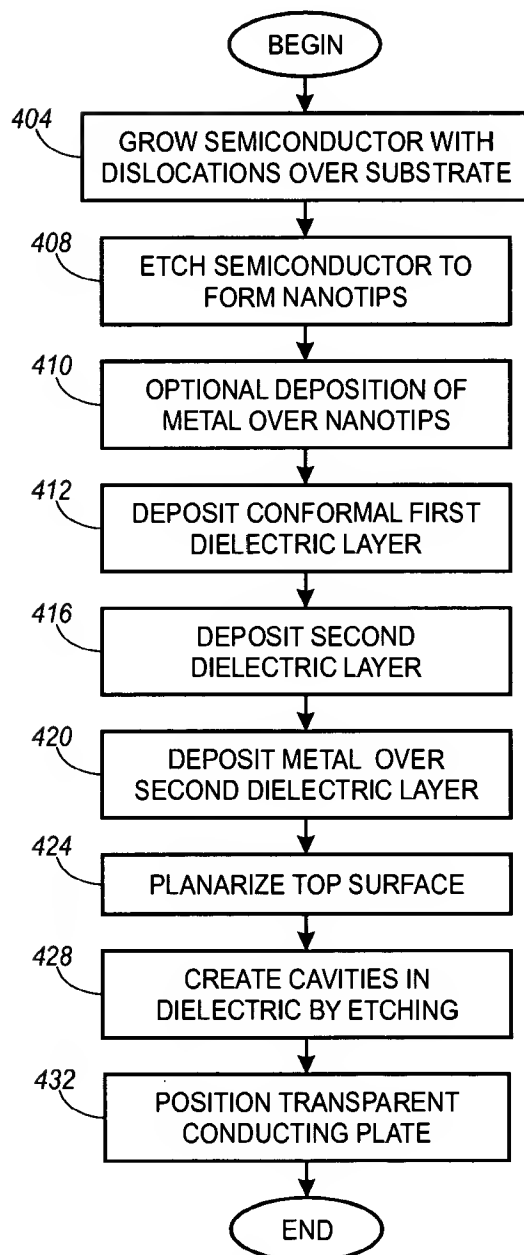 BEGIN
404
GROW SEMICONDUCTOR WITH
DISLOCATIONS OVER SUBSTRATE
408
ETCH SEMICONDUCTOR TO
FORM NANOTIPS
410
OPTIONAL DEPOSITION OF
METAL OVER NANOTIPS
412
DEPOSIT CONFORMAL FIRST
DIELECTRIC LAYER
416
DEPOSIT SECOND
DIELECTRIC LAYER
420
DEPOSIT METAL OVER
SECOND DIELECTRIC LAYER
424
PLANARIZE TOP SURFACE
428
CREATE CAVITIES IN
DIELECTRIC BY ETCHING
432
POSITION TRANSPARENT
CONDUCTING PLATE
END